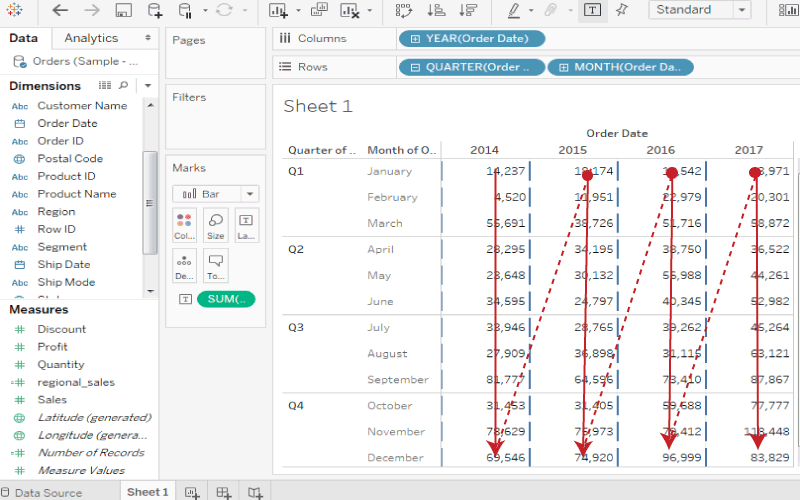 Standard
Data
Analytics
Pages
Columns
YEAR(Order Date)
Orders (Sample - ...
Rows
QUARTER(Order ..
MONTH(Order Da..
Dimensions
Filters
Sheet 1
Abc Customer Name
Order Date
Abc Order ID
Postal Code
Abc Product ID
Abc Product Name
Abc Region
Row ID
Abc Segment
Ship Date
Abc Ship Mode
Marks
Bar
Col...
Size
La...
De...
To...
T
SUM(..
Measures
Discount
Profit
Quantity
regional_sales
Sales
Latitude (generated)
Longitude (genera...
Number of Records
Measure Values
Order Date
Quarter of .. Month of O.. 2014 2015 2016 2017
Q1 January 14,237
February 4,520 11,951 22,979 20,301
March 55,691 38,726 51,716 58,872
Q2 April 28,295 34,195 38,750 36,522
May 23,648 30,132 56,988 44,261
June 34,595 24,797 40,345 52,982
Q3 July 33,946 28,765 39,262 45,264
August 27,909 36,898 31,115 63,121
September 81,777 64,596 73,410 87,867
Q4 October 31,453 31,405 59,688 77,777
November 78,629 75,973 79,412 118,448
December 69,546 74,920 96,999 83,829
Data Source
Sheet 1